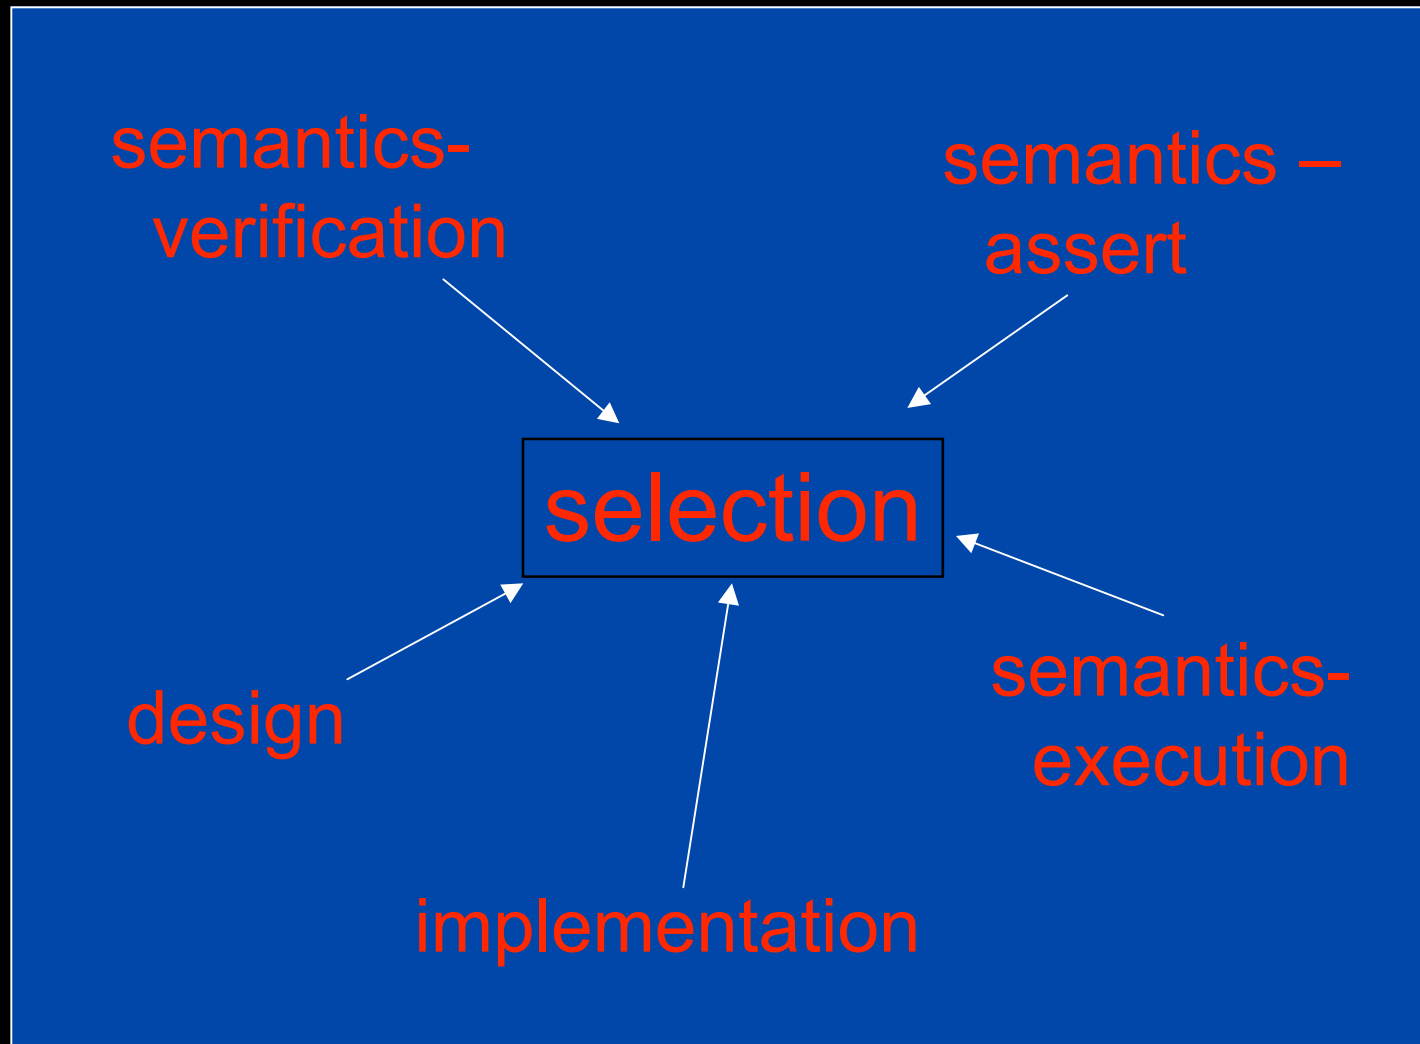 semantics-
verification
semantics –
assert
selection
design
semantics-
execution
implementation